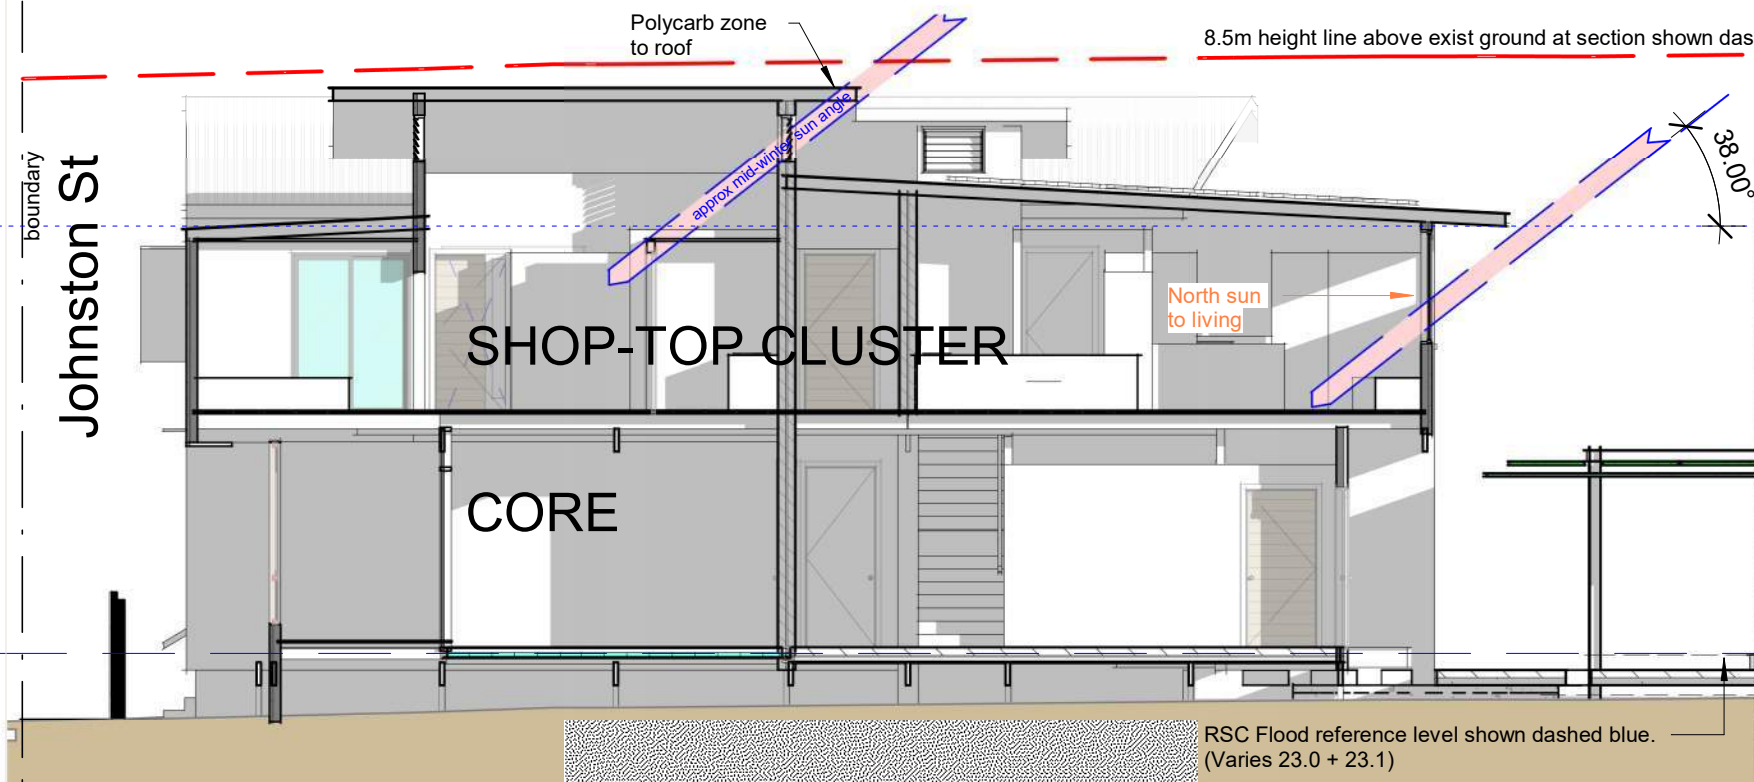 Polycarb zone
to roof
8.5m height line above exist ground at section shown das
boundary
Johnston St
approx mid-winter sun angle
38.00°
North sun
to living
SHOP-TOP CLUSTER
CORE
RSC Flood reference level shown dashed blue.
(Varies 23.0 + 23.1)